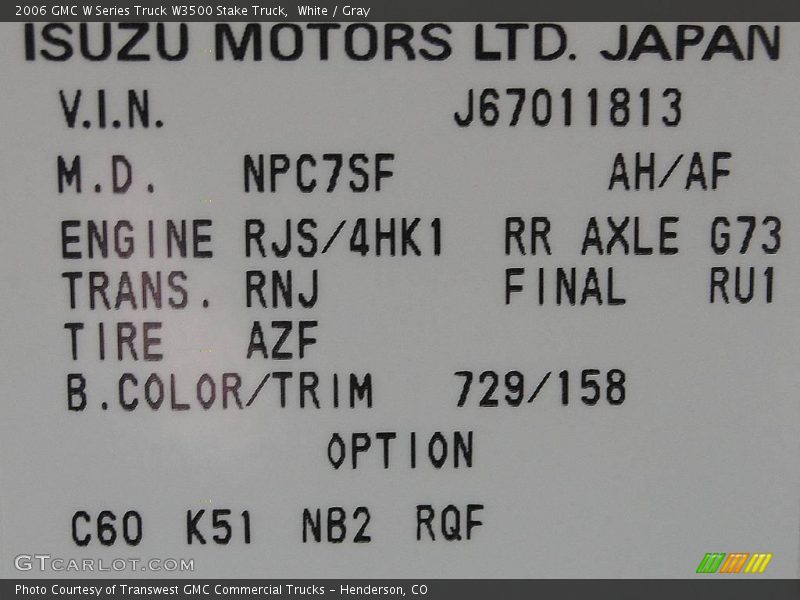 2006 GMC W Series Truck W3500 Stake Truck, White / Gray
ISUZU MOTORS LTD. JAPAN
V.I.N. J67011813
M.D. NPC7SF AH/AF
ENGINE RJS/4HK1 RR AXLE G73
TRANS. RNJ FINAL RU1
TIRE AZF
B.COLOR/TRIM 729/158
OPTION
C60 K51 NB2 RQF
GTCARLOT.COM
Photo Courtesy of Transwest GMC Commercial Trucks - Henderson, CO